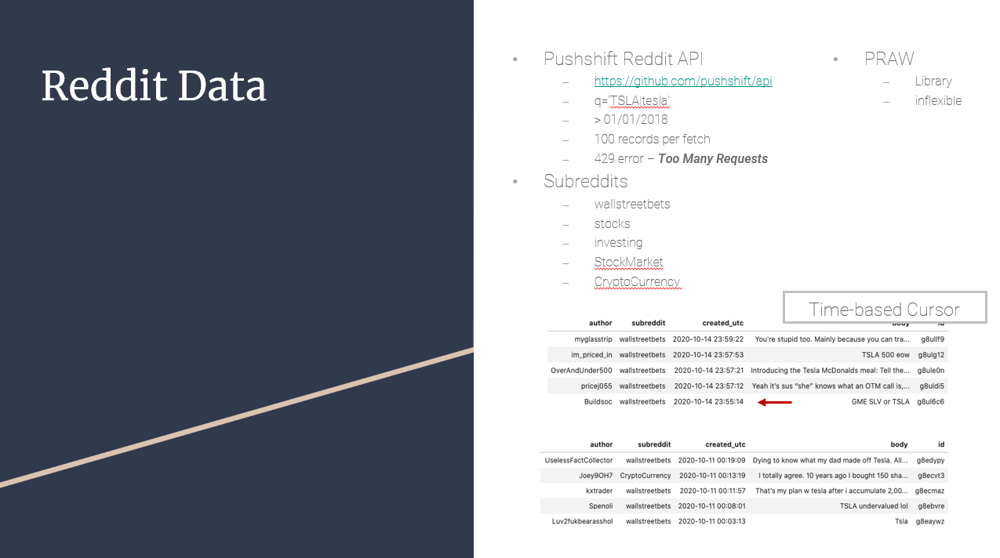 Reddit Data
• Pushshift Reddit API
– https://github.com/pushshift/api
– q='TSLA|tesla'
– > 01/01/2018
– 100 records per fetch
– 429 error – Too Many Requests
• Subreddits
– wallstreetbets
– stocks
– investing
– StockMarket
– CryptoCurrency
• PRAW
– Library
– inflexible
Time-based Cursor
author subreddit created_utc body id
myglasstrip wallstreetbets 2020-10-14 23:59:22 You're stupid too. Mainly because you can tra... g8ullf9
im_priced_in wallstreetbets 2020-10-14 23:57:53 TSLA 500 eow g8ulg12
OverAndUnder500 wallstreetbets 2020-10-14 23:57:21 Introducing the Tesla McDonalds meal: Tell the... g8ule0n
pricej055 wallstreetbets 2020-10-14 23:57:12 Yeah it's sus “she” knows what an OTM call is,... g8uldi5
Buildsoc wallstreetbets 2020-10-14 23:55:14 GME SLV or TSLA g8ul6c6
author subreddit created_utc body id
UselessFactCollector wallstreetbets 2020-10-11 00:19:09 Dying to know what my dad made off Tesla. All... g8edypy
Joey9OH7 CryptoCurrency 2020-10-11 00:13:19 I totally agree. 10 years ago I bought 150 sha... g8ecvt3
kxtrader wallstreetbets 2020-10-11 00:11:57 That's my plan w tesla after i accumulate 2,00... g8ecmaz
Spenoli wallstreetbets 2020-10-11 00:08:01 TSLA undervalued lol g8ebvre
Luv2fukbearasshol wallstreetbets 2020-10-11 00:03:13 Tsla g8eaywz